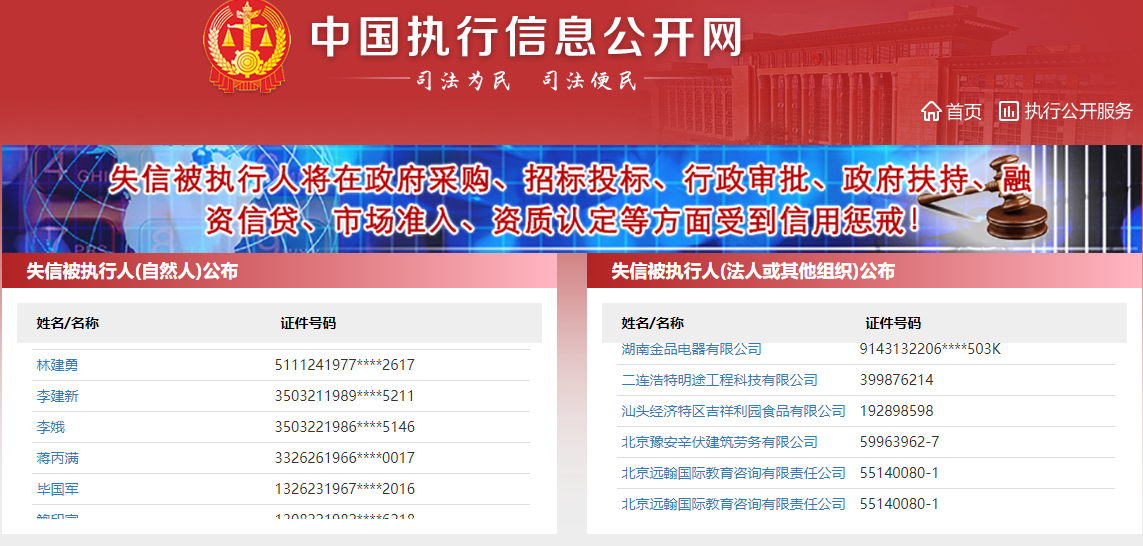 中国执行信息公开网
司法为民 司法便民
首页 执行公开服务
失信被执行人将在政府采购、招标投标、行政审批、政府扶持、融
资信贷、市场准入、资质认定等方面受到信用惩戒！
失信被执行人(自然人)公布
姓名/名称 证件号码
林建勇 5111241977****2617
李建新 3503211989****5211
李娥 3503221986****5146
蒋丙满 3326261966****0017
毕国军 1326231967****2016
失信被执行人(法人或其他组织)公布
姓名/名称 证件号码
湖南金品电器有限公司 9143132206****503K
二连浩特明途工程科技有限公司 399876214
汕头经济特区吉祥利园食品有限公司 192898598
北京豫安辛伏建筑劳务有限公司 59963962-7
北京远翰国际教育咨询有限责任公司 55140080-1
北京远翰国际教育咨询有限责任公司 55140080-1